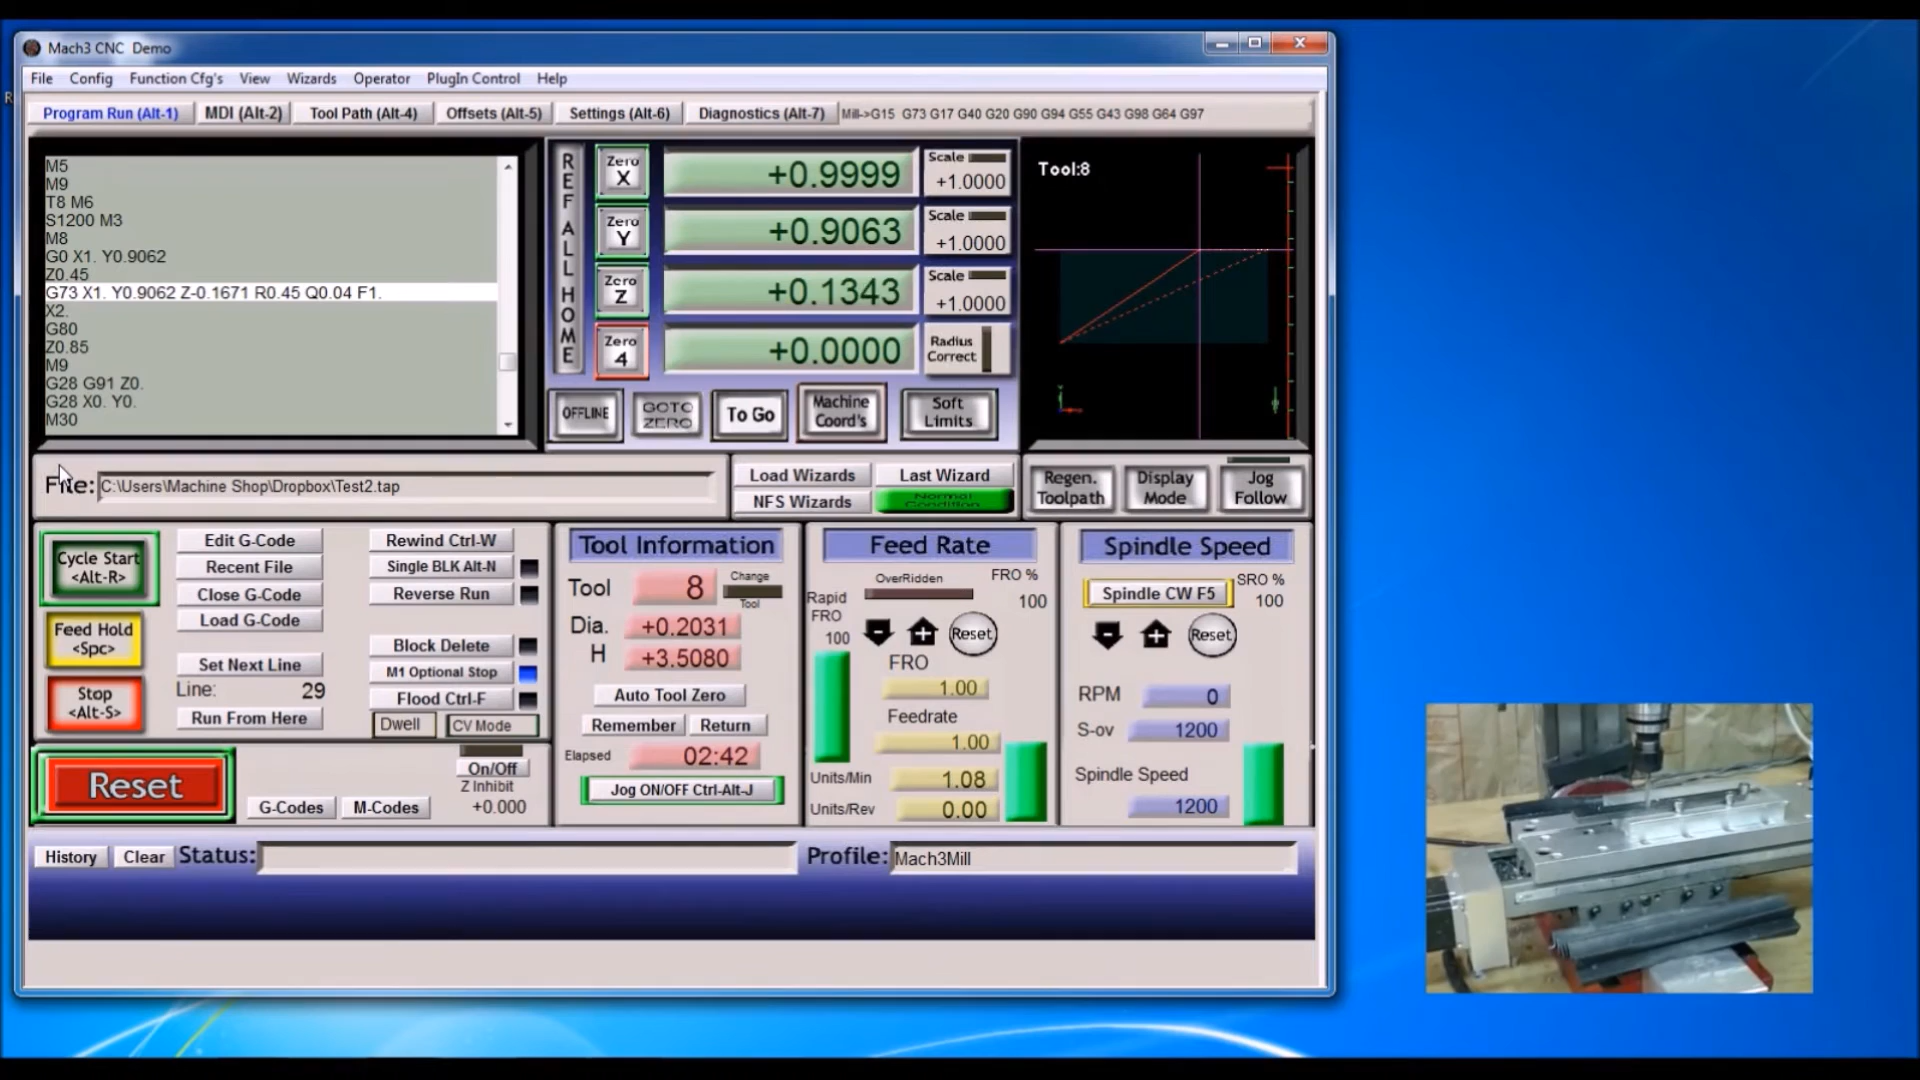 Mach3 CNC Demo
File Config Function Cfg's View Wizards Operator PlugIn Control Help
Program Run (Alt-1) MDI (Alt-2) Tool Path (Alt-4) Offsets (Alt-5) Settings (Alt-6) Diagnostics (Alt-7) Mill->G15 G73 G17 G40 G20 G90 G94 G55 G43 G98 G64 G97
M5
M9
T8 M6
S1200 M3
M8
G0 X1. Y0.9062
Z0.45
G73 X1. Y0.9062 Z-0.1671 R0.45 Q0.04 F1.
X2.
G80
Z0.85
M9
G28 G91 Z0.
G28 X0. Y0.
M30
REF ALL HOME
Zero X +0.9999 Scale +1.0000
Zero Y +0.9063 Scale +1.0000
Zero Z +0.1343 Scale +1.0000
Zero 4 +0.0000 Radius Correct
OFFLINE GOTO ZERO To Go Machine Coord's Soft Limits
Tool:8
File: C:\Users\Machine Shop\Dropbox\Test2.tap
Load Wizards Last Wizard
NFS Wizards Normal Condition
Regen. Toolpath Display Mode Jog Follow
Cycle Start <Alt-R>
Feed Hold <Spc>
Stop <Alt-S>
Reset
Edit G-Code
Recent File
Close G-Code
Load G-Code
Set Next Line
Line: 29
Run From Here
Rewind Ctrl-W
Single BLK Alt-N
Reverse Run
Block Delete
M1 Optional Stop
Flood Ctrl-F
Dwell CV Mode
On/Off
Z Inhibit
+0.000
G-Codes M-Codes
Tool Information
Tool 8 Change Tool
Dia. +0.2031
H +3.5080
Auto Tool Zero
Remember Return
Elapsed 02:42
Jog ON/OFF Ctrl-Alt-J
Feed Rate
OverRidden FRO %
100
Rapid FRO
100
Reset
FRO
1.00
Feedrate
1.00
Units/Min 1.08
Units/Rev 0.00
Spindle Speed
Spindle CW F5 SRO %
100
Reset
RPM 0
S-ov 1200
Spindle Speed
1200
History Clear Status: Profile: Mach3Mill